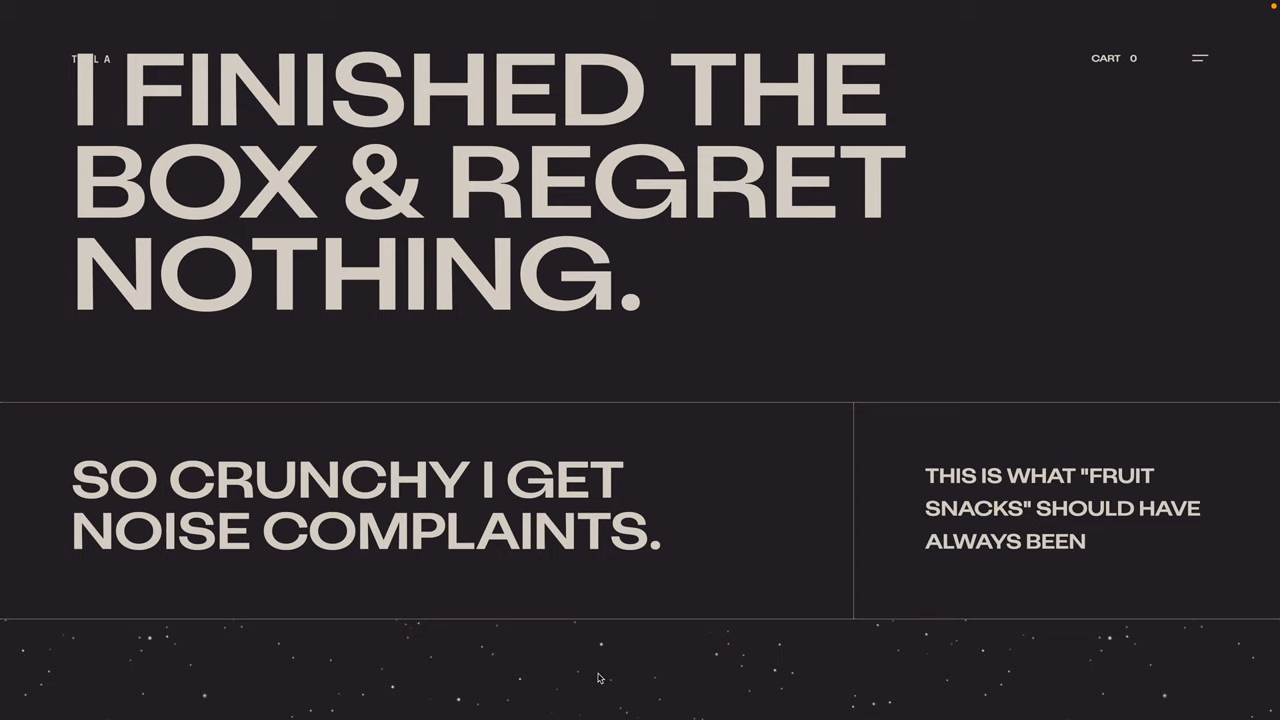 CART 0
I FINISHED THE
BOX & REGRET
NOTHING.
SO CRUNCHY I GET
NOISE COMPLAINTS.
THIS IS WHAT "FRUIT
SNACKS" SHOULD HAVE
ALWAYS BEEN